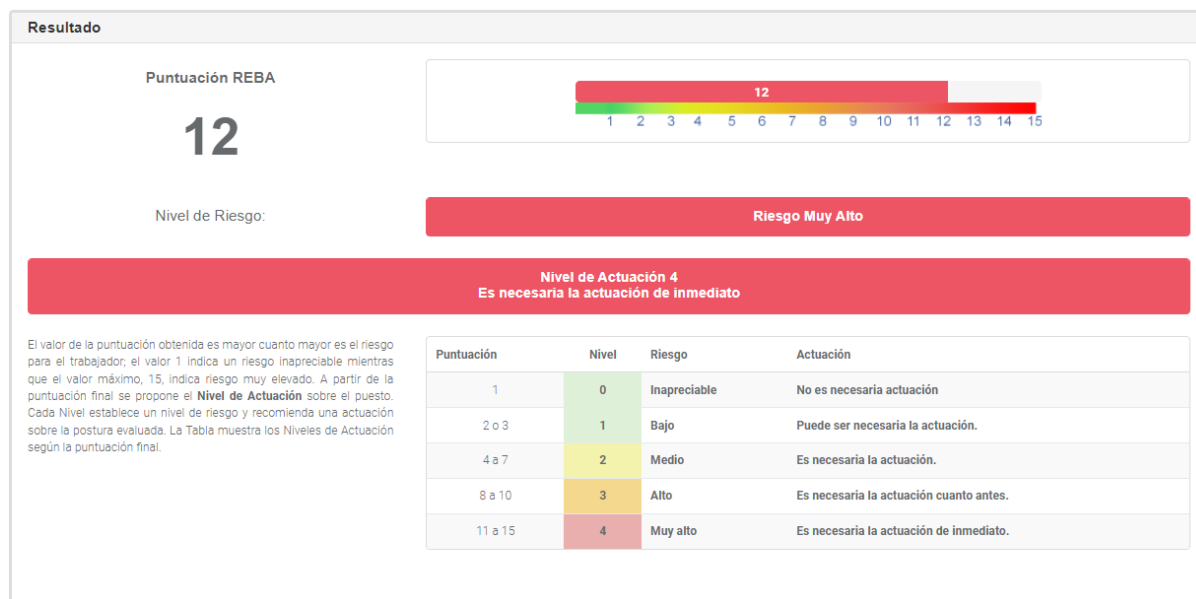 Resultado
Puntuación REBA
12
12
1 2 3 4 5 6 7 8 9 10 11 12 13 14 15
Nivel de Riesgo:
Riesgo Muy Alto
Nivel de Actuación 4
Es necesaria la actuación de inmediato
El valor de la puntuación obtenida es mayor cuanto mayor es el riesgo
para el trabajador; el valor 1 indica un riesgo inapreciable mientras
que el valor máximo, 15, indica riesgo muy elevado. A partir de la
puntuación final se propone el Nivel de Actuación sobre el puesto.
Cada Nivel establece un nivel de riesgo y recomienda una actuación
sobre la postura evaluada. La Tabla muestra los Niveles de Actuación
según la puntuación final.
Puntuación Nivel Riesgo Actuación
1 0 Inapreciable No es necesaria actuación
2 o 3 1 Bajo Puede ser necesaria la actuación.
4 a 7 2 Medio Es necesaria la actuación.
8 a 10 3 Alto Es necesaria la actuación cuanto antes.
11 a 15 4 Muy alto Es necesaria la actuación de inmediato.